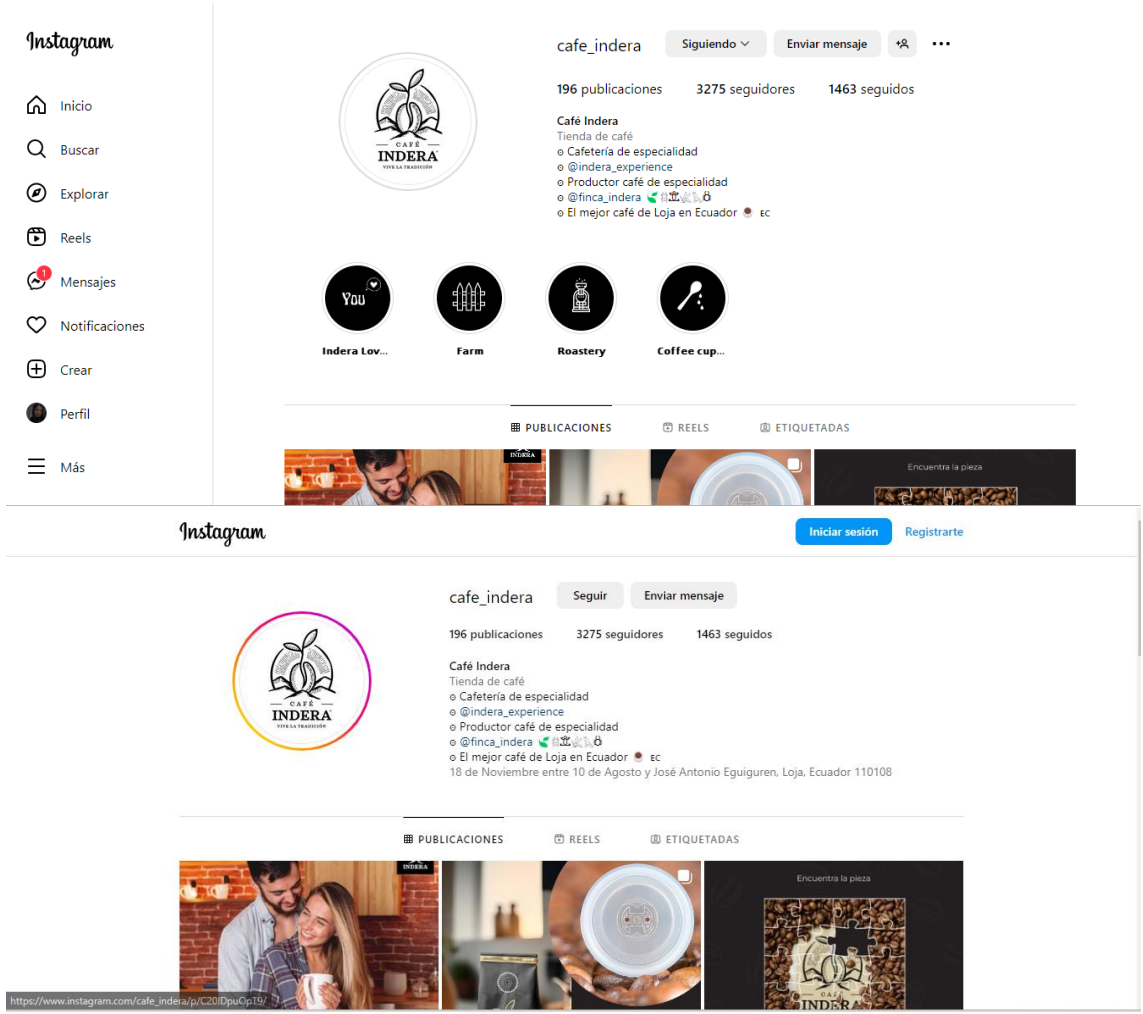 Instagram
cafe_indera Siguiendo Enviar mensaje
196 publicaciones 3275 seguidores 1463 seguidos
Café Indera
Tienda de café
Cafetería de especialidad
@indera_experience
Productor café de especialidad
@finca_indera
El mejor café de Loja en Ecuador EC
CAFÉ
INDERA
VIVE LA TRADICIÓN
Inicio
Buscar
Explorar
Reels
1
Mensajes
Notificaciones
Crear
Perfil
Más
You
Indera Lov... Farm Roastery Coffee cup...
PUBLICACIONES REELS ETIQUETADAS
INDERA
Encuentra la pieza
Instagram Iniciar sesión Registrarte
cafe_indera Seguir Enviar mensaje
196 publicaciones 3275 seguidores 1463 seguidos
Café Indera
Tienda de café
Cafetería de especialidad
@indera_experience
Productor café de especialidad
@finca_indera
El mejor café de Loja en Ecuador EC
18 de Noviembre entre 10 de Agosto y José Antonio Eguiguren, Loja, Ecuador 110108
CAFÉ
INDERA
VIVE LA TRADICIÓN
PUBLICACIONES REELS ETIQUETADAS
INDERA
Encuentra la pieza
CAFÉ
INDERA